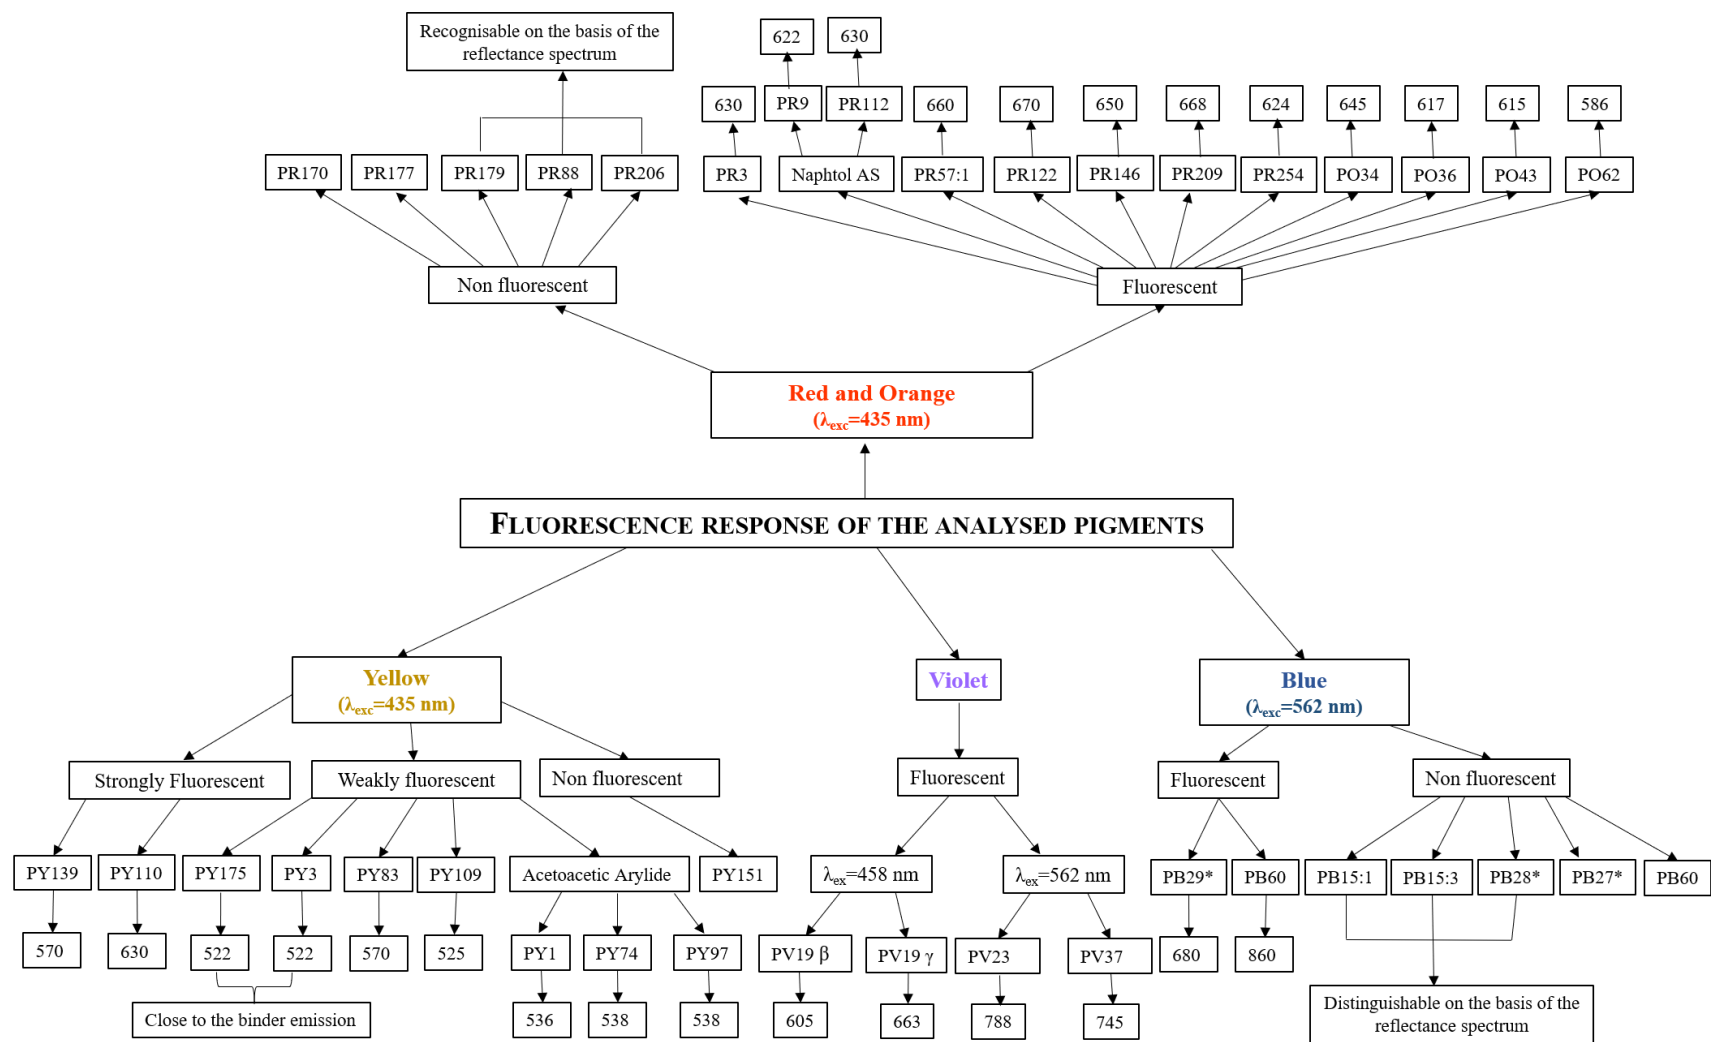 Recognisable on the basis of the
reflectance spectrum
622
630
630
PR9
PR112
660
670
650
668
624
645
617
615
586
PR170
PR177
PR179
PR88
PR206
PR3
Naphtol AS
PR57:1
PR122
PR146
PR209
PR254
PO34
PO36
PO43
PO62
Non fluorescent
Fluorescent
Red and Orange
(λexc=435 nm)
FLUORESCENCE RESPONSE OF THE ANALYSED PIGMENTS
Yellow
(λexc=435 nm)
Violet
Blue
(λexc=562 nm)
Strongly Fluorescent
Weakly fluorescent
Non fluorescent
Fluorescent
Fluorescent
Non fluorescent
PY139
PY110
PY175
PY3
PY83
PY109
Acetoacetic Arylide
PY151
λex=458 nm
λex=562 nm
PB29*
PB60
PB15:1
PB15:3
PB28*
PB27*
PB60
570
630
522
522
570
525
PY1
PY74
PY97
PV19 β
PV19 γ
PV23
PV37
680
860
Close to the binder emission
536
538
538
605
663
788
745
Distinguishable on the basis of the
reflectance spectrum